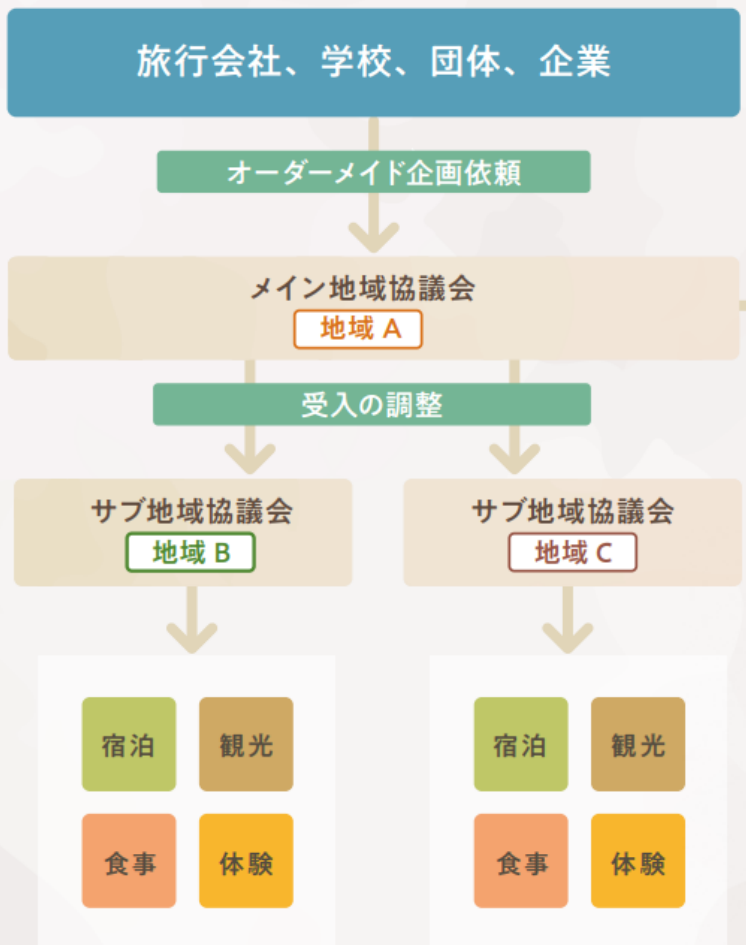 旅行会社、学校、団体、企業
オーダーメイド企画依頼
メイン地域協議会
地域 A
受入の調整
サブ地域協議会
地域 B
サブ地域協議会
地域 C
宿泊
観光
食事
体験
宿泊
観光
食事
体験